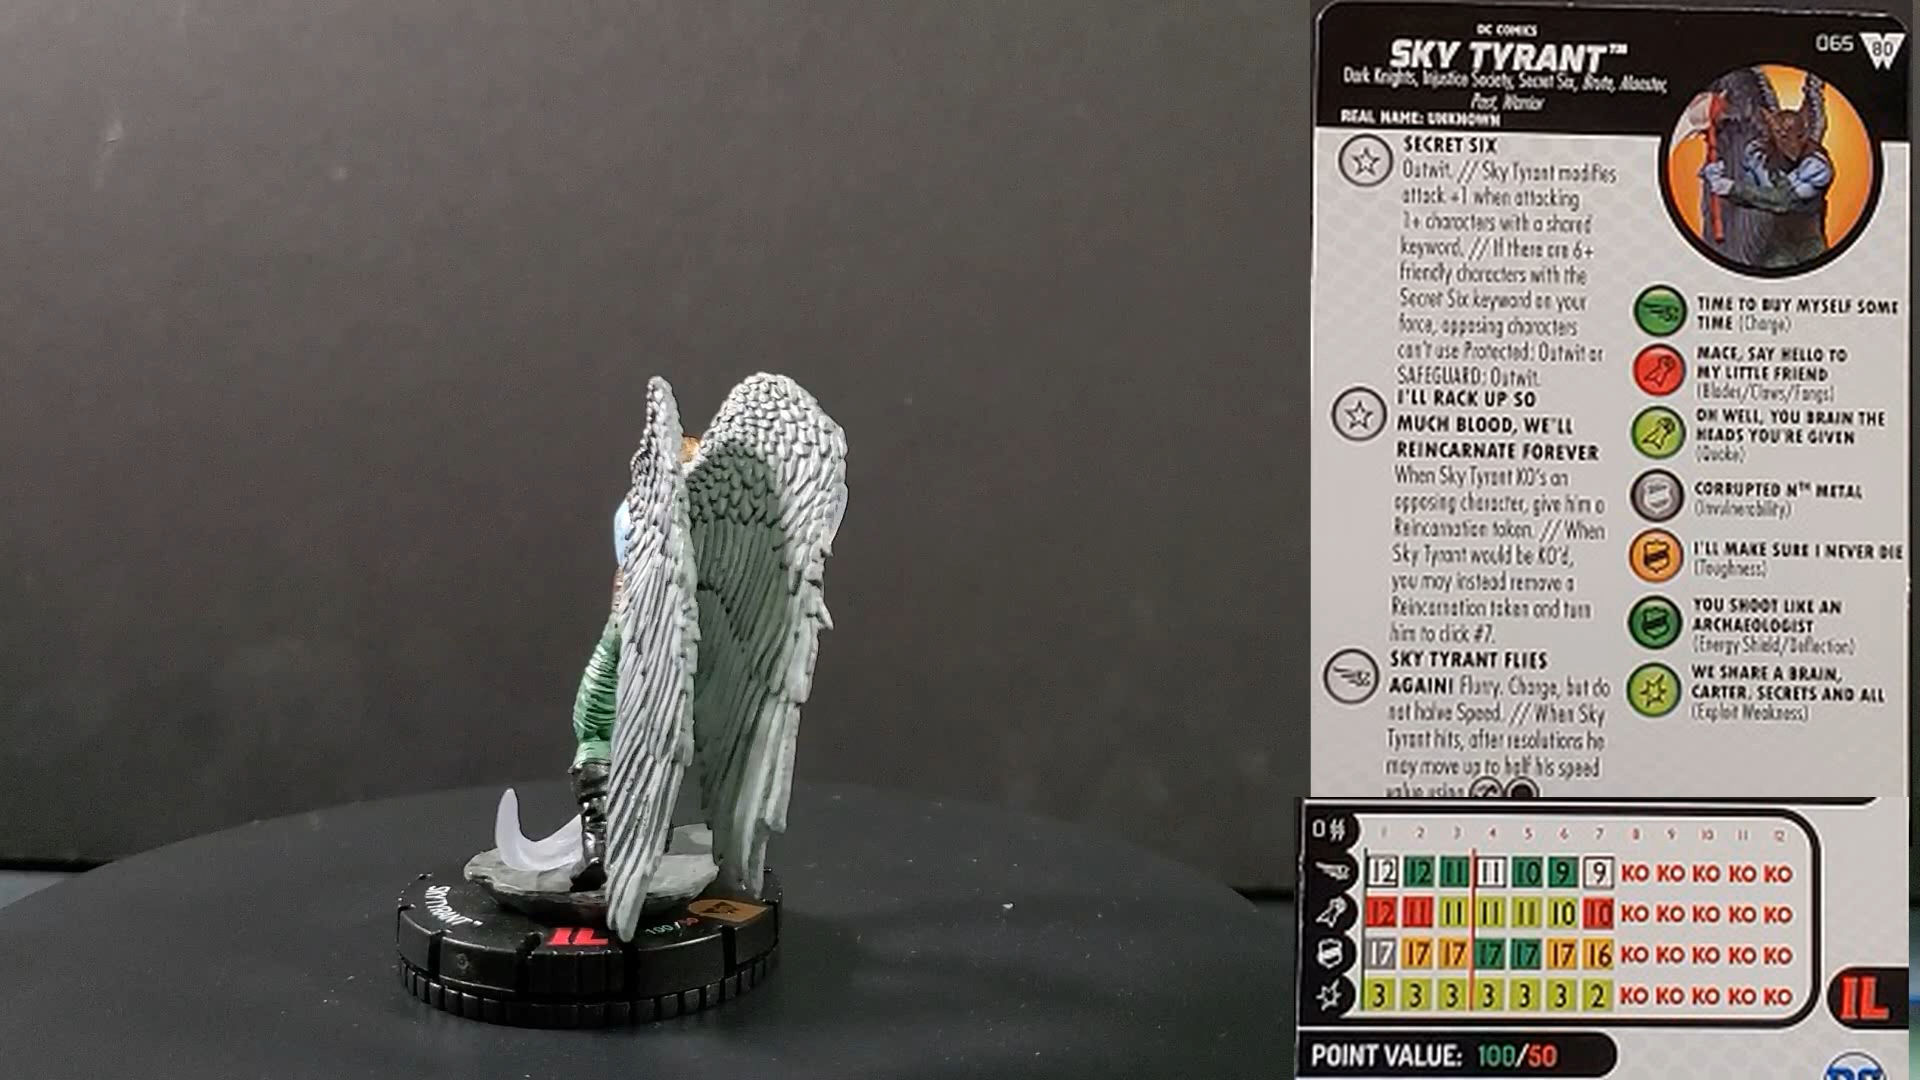 DC COMICS
SKY TYRANT™
065
80
Dark Knights, Injustice Society, Secret Six, Brute, Monster,
Past, Warrior
REAL NAME: UNKNOWN
SECRET SIX
Outwit. // Sky Tyrant modifies
attack +1 when attacking
1+ characters with a shared
keyword. // If there are 6+
friendly characters with the
Secret Six keyword on your
force, opposing characters
can't use Protected: Outwit or
SAFEGUARD: Outwit.
I'LL RACK UP SO
MUCH BLOOD, WE'LL
REINCARNATE FOREVER
When Sky Tyrant KO's an
opposing character, give him a
Reincarnation token. // When
Sky Tyrant would be KO'd,
you may instead remove a
Reincarnation token and turn
him to click #7.
SKY TYRANT FLIES
AGAIN! Flurry. Charge, but do
not halve Speed. // When Sky
Tyrant hits, after resolutions he
may move up to half his speed
value using
TIME TO BUY MYSELF SOME
TIME (Charge)
MACE, SAY HELLO TO
MY LITTLE FRIEND
(Blades/Claws/Fangs)
OH WELL, YOU BRAIN THE
HEADS YOU'RE GIVEN
(Quake)
CORRUPTED NTH METAL
(Invulnerability)
I'LL MAKE SURE I NEVER DIE
(Toughness)
YOU SHOOT LIKE AN
ARCHAEOLOGIST
(Energy Shield/Deflection)
WE SHARE A BRAIN,
CARTER, SECRETS AND ALL
(Exploit Weakness)
0 1 2 3 4 5 6 7 8 9 10 11 12
12 12 11 11 10 9 9 KO KO KO KO KO
12 11 11 11 11 10 10 KO KO KO KO KO
17 17 17 17 17 17 16 KO KO KO KO KO
3 3 3 3 3 3 2 KO KO KO KO KO
IL
POINT VALUE: 100/50
SKY TYRANT™
IL
100/50